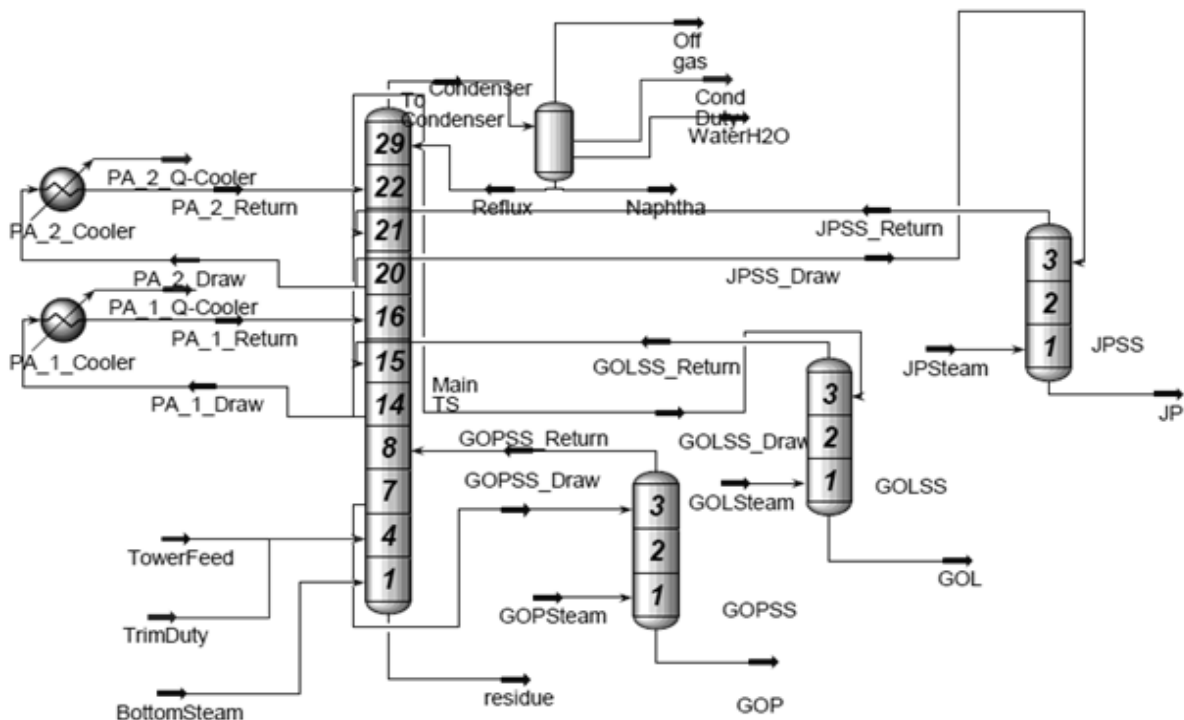 Off
gas
Condenser
To
Condenser
Cond
Duty
WaterH2O
29
PA_2_Q-Cooler
22
PA_2_Return
Reflux
Naphtha
PA_2_Cooler
21
JPSS_Return
3
PA_2_Draw
20
JPSS_Draw
2
PA_1_Q-Cooler
16
PA_1_Return
1
JPSS
PA_1_Cooler
15
GOLSS_Return
JPSteam
PA_1_Draw
Main
TS
14
3
JP
8
GOPSS_Return
GOLSS_Draw
2
GOPSS_Draw
7
GOLSteam
1
GOLSS
3
TowerFeed
4
2
GOL
1
GOPSteam
1
GOPSS
TrimDuty
BottomSteam
residue
GOP